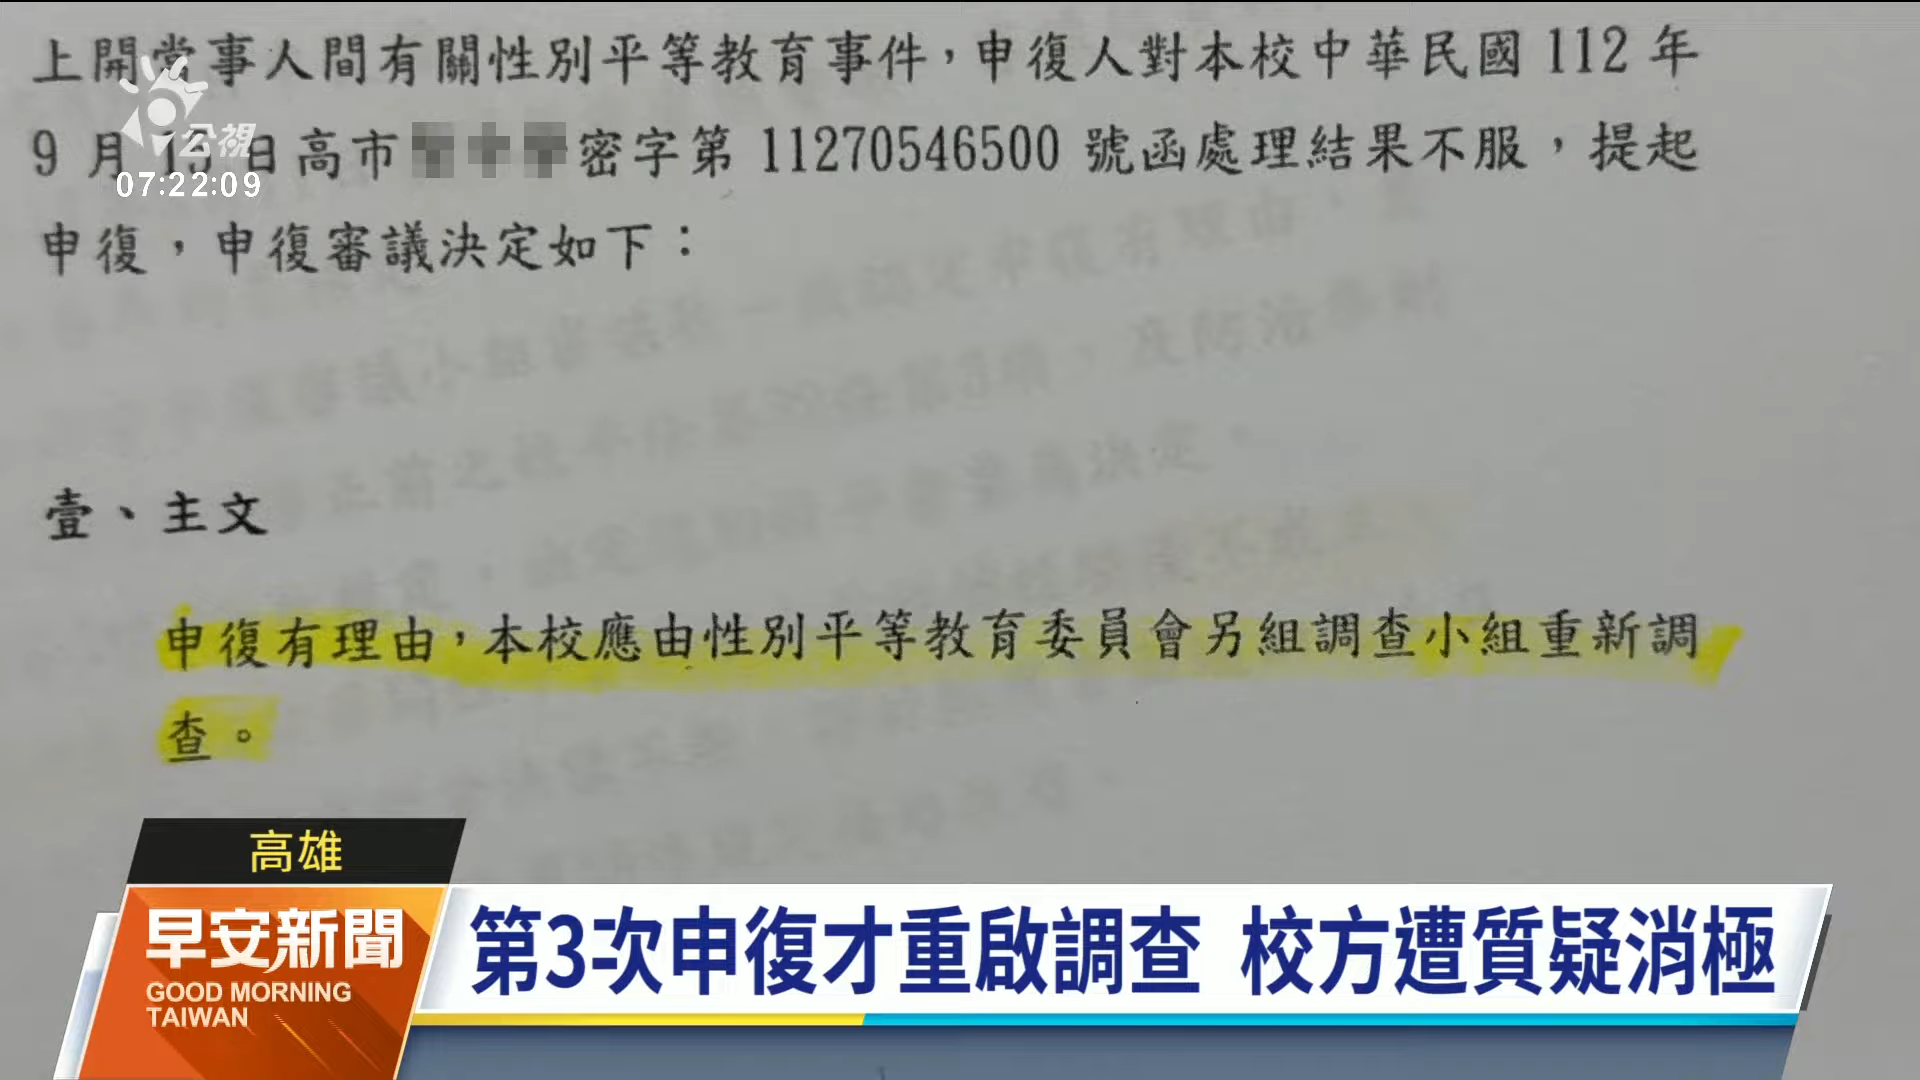 上開當事人間有關性別平等教育事件，申復人對本校中華民國 112 年
9 月 15 日高市 密字第 11270546500 號函處理結果不服，提起
公視
07:22:09
申復，申復審議決定如下：
壹、主文
申復有理由，本校應由性別平等教育委員會另組調查小組重新調
查。
高雄
早安新聞
GOOD MORNING
TAIWAN
第3次申復才重啟調查 校方遭質疑消極